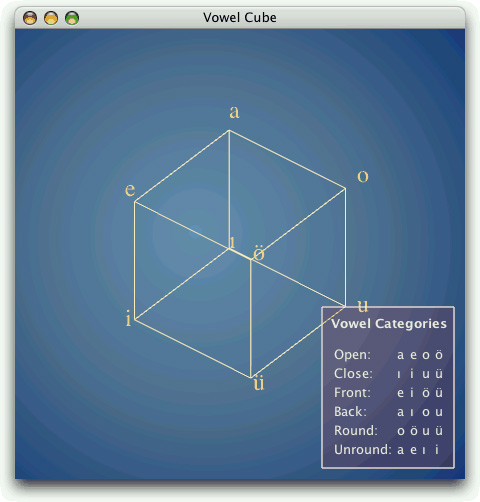 Vowel Cube
a
o
e
ı
ö
i
u
ü
Vowel Categories
Open: a e o ö
Close: ı i u ü
Front: e i ö ü
Back: a ı o u
Round: o ö u ü
Unround: a e ı i